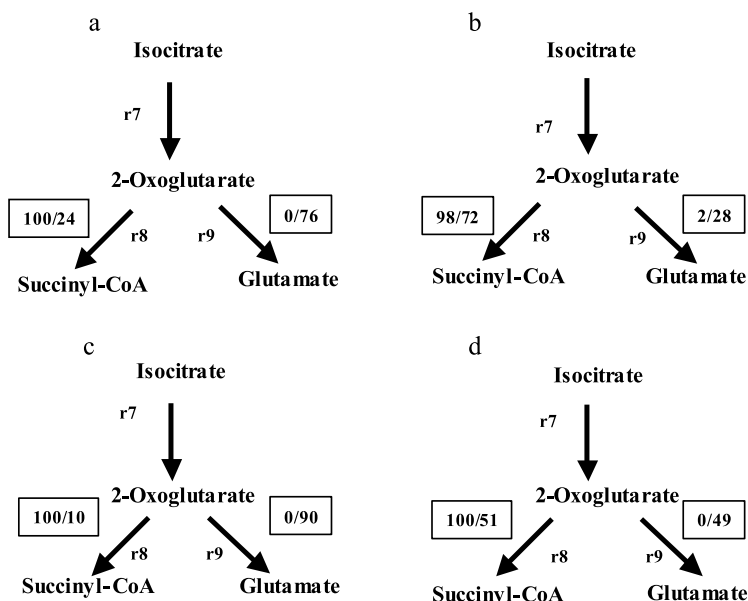 a
Isocitrate
r7
2-Oxoglutarate
100/24
0/76
r8
r9
Succinyl-CoA
Glutamate
b
Isocitrate
r7
2-Oxoglutarate
98/72
2/28
r8
r9
Succinyl-CoA
Glutamate
c
Isocitrate
r7
2-Oxoglutarate
100/10
0/90
r8
r9
Succinyl-CoA
Glutamate
d
Isocitrate
r7
2-Oxoglutarate
100/51
0/49
r8
r9
Succinyl-CoA
Glutamate